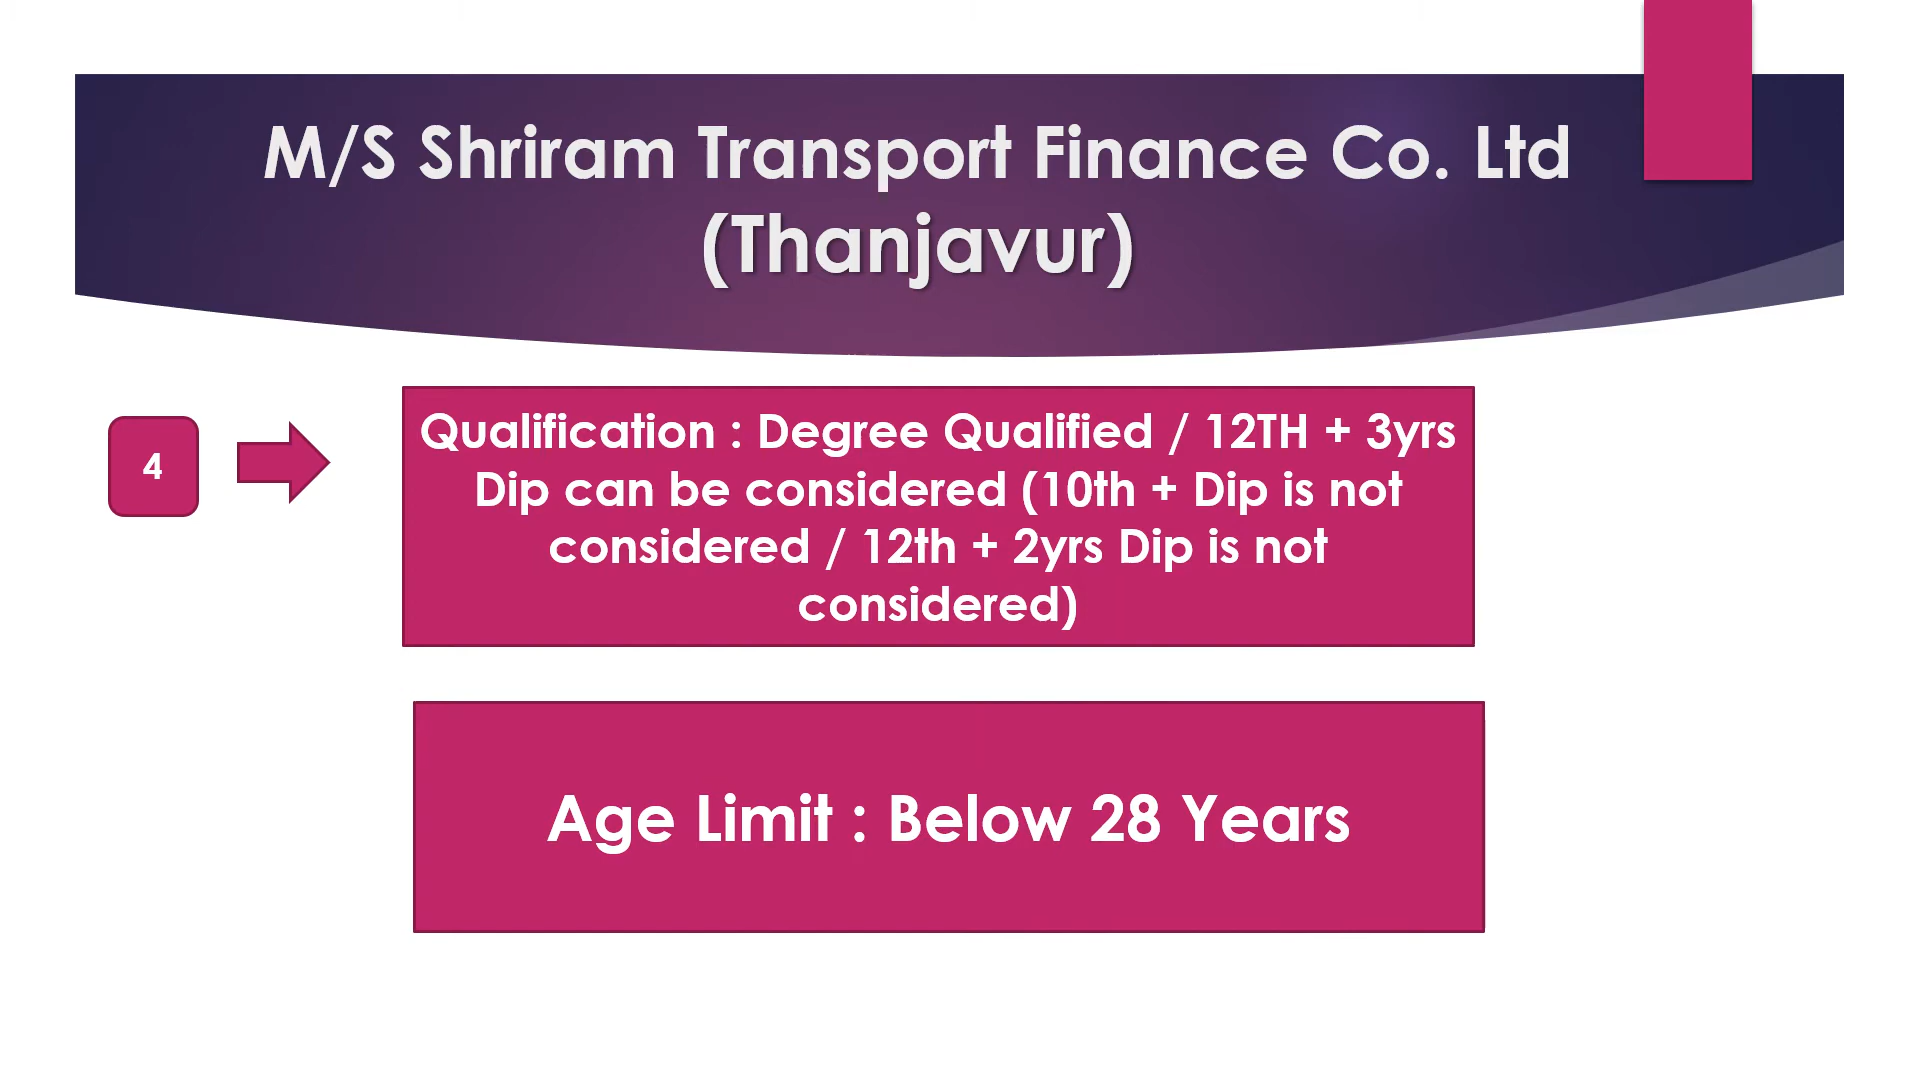 M/S Shriram Transport Finance Co. Ltd
(Thanjavur)
4
Qualification : Degree Qualified / 12TH + 3yrs
Dip can be considered (10th + Dip is not
considered / 12th + 2yrs Dip is not
considered)
Age Limit : Below 28 Years